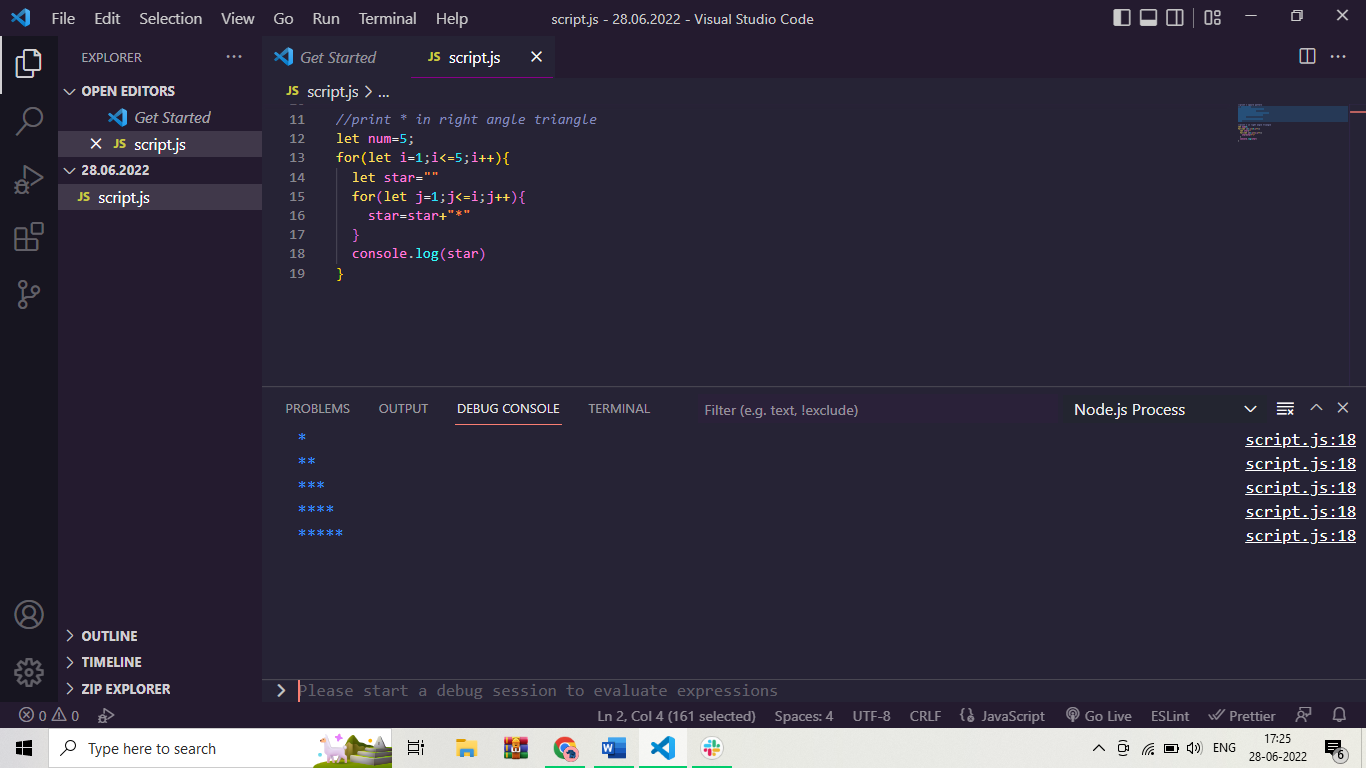 File Edit Selection View Go Run Terminal Help script.js - 28.06.2022 - Visual Studio Code
EXPLORER ...
OPEN EDITORS
Get Started
JS script.js
28.06.2022
JS script.js
OUTLINE
TIMELINE
ZIP EXPLORER
Get Started JS script.js
JS script.js > ...
11 //print * in right angle triangle
12 let num=5;
13 for(let i=1;i<=5;i++){
14 let star=""
15 for(let j=1;j<=i;j++){
16 star=star+"*"
17 }
18 console.log(star)
19 }
PROBLEMS OUTPUT DEBUG CONSOLE TERMINAL Filter (e.g. text, !exclude) Node.js Process
* script.js:18
** script.js:18
*** script.js:18
**** script.js:18
***** script.js:18
Please start a debug session to evaluate expressions
0 0 Ln 2, Col 4 (161 selected) Spaces: 4 UTF-8 CRLF {} JavaScript Go Live ESLint Prettier
Type here to search ENG 17:25
28-06-2022 6